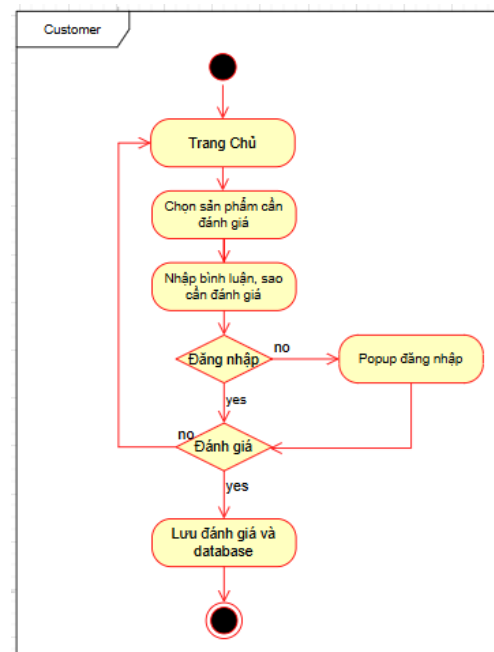 Customer
Trang Chủ
Chọn sản phẩm cần
đánh giá
Nhập bình luận, sao
cần đánh giá
Đăng nhập
no
Popup đăng nhập
yes
no
Đánh giá
yes
Lưu đánh giá và
database